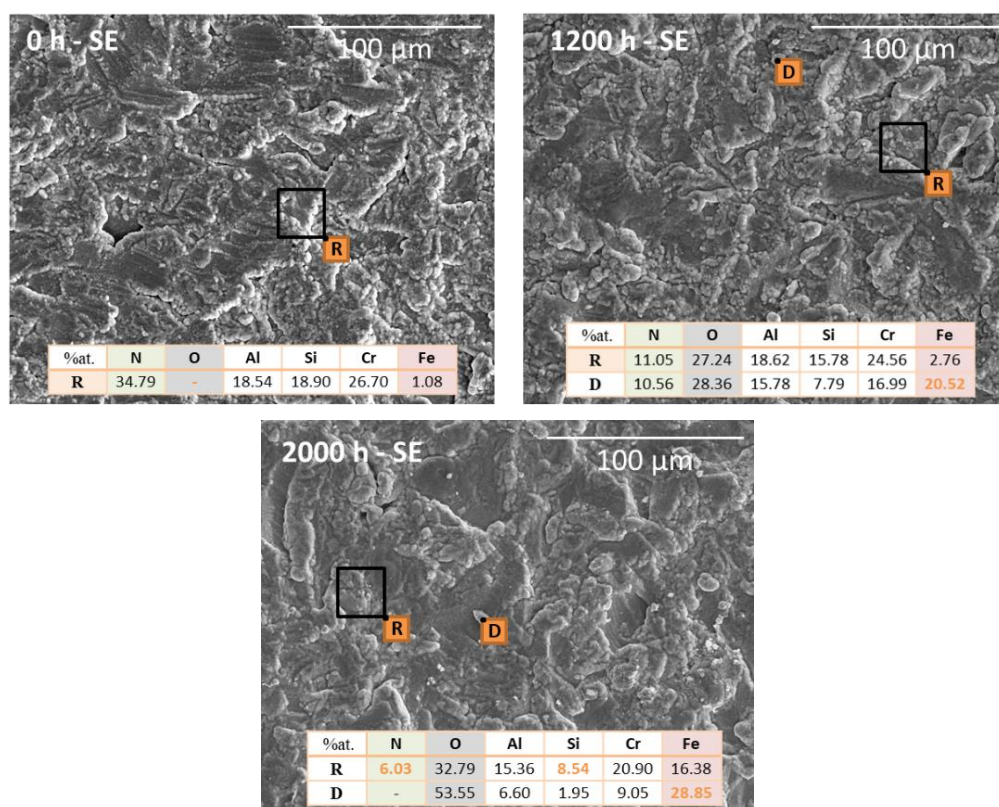 0 h - SE
100 µm
R
%at. N O Al Si Cr Fe
R 34.79 - 18.54 18.90 26.70 1.08
1200 h - SE
100 µm
D
R
%at. N O Al Si Cr Fe
R 11.05 27.24 18.62 15.78 24.56 2.76
D 10.56 28.36 15.78 7.79 16.99 20.52
2000 h - SE
100 µm
R
D
%at. N O Al Si Cr Fe
R 6.03 32.79 15.36 8.54 20.90 16.38
D - 53.55 6.60 1.95 9.05 28.85